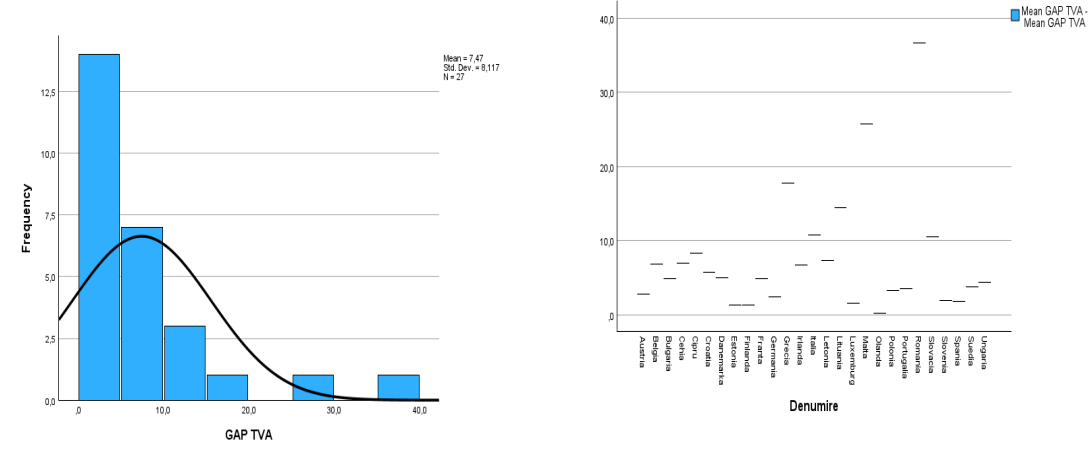 Mean = 7,47
Std. Dev. = 8,117
N = 27
12,5
10,0
7,5
5,0
2,5
0,0
Frequency
,0
10,0
20,0
30,0
40,0
GAP TVA
Mean GAP TVA -
Mean GAP TVA
40,0
30,0
20,0
10,0
,0
Austria
Belgia
Bulgaria
Cehia
Cipru
Croatia
Danemarka
Estonia
Finlanda
Franta
Germania
Grecia
Irlanda
Italia
Letonia
Lituania
Luxemburg
Malta
Olanda
Polonia
Portugalia
Romania
Slovacia
Slovenia
Spania
Suedia
Ungaria
Denumire